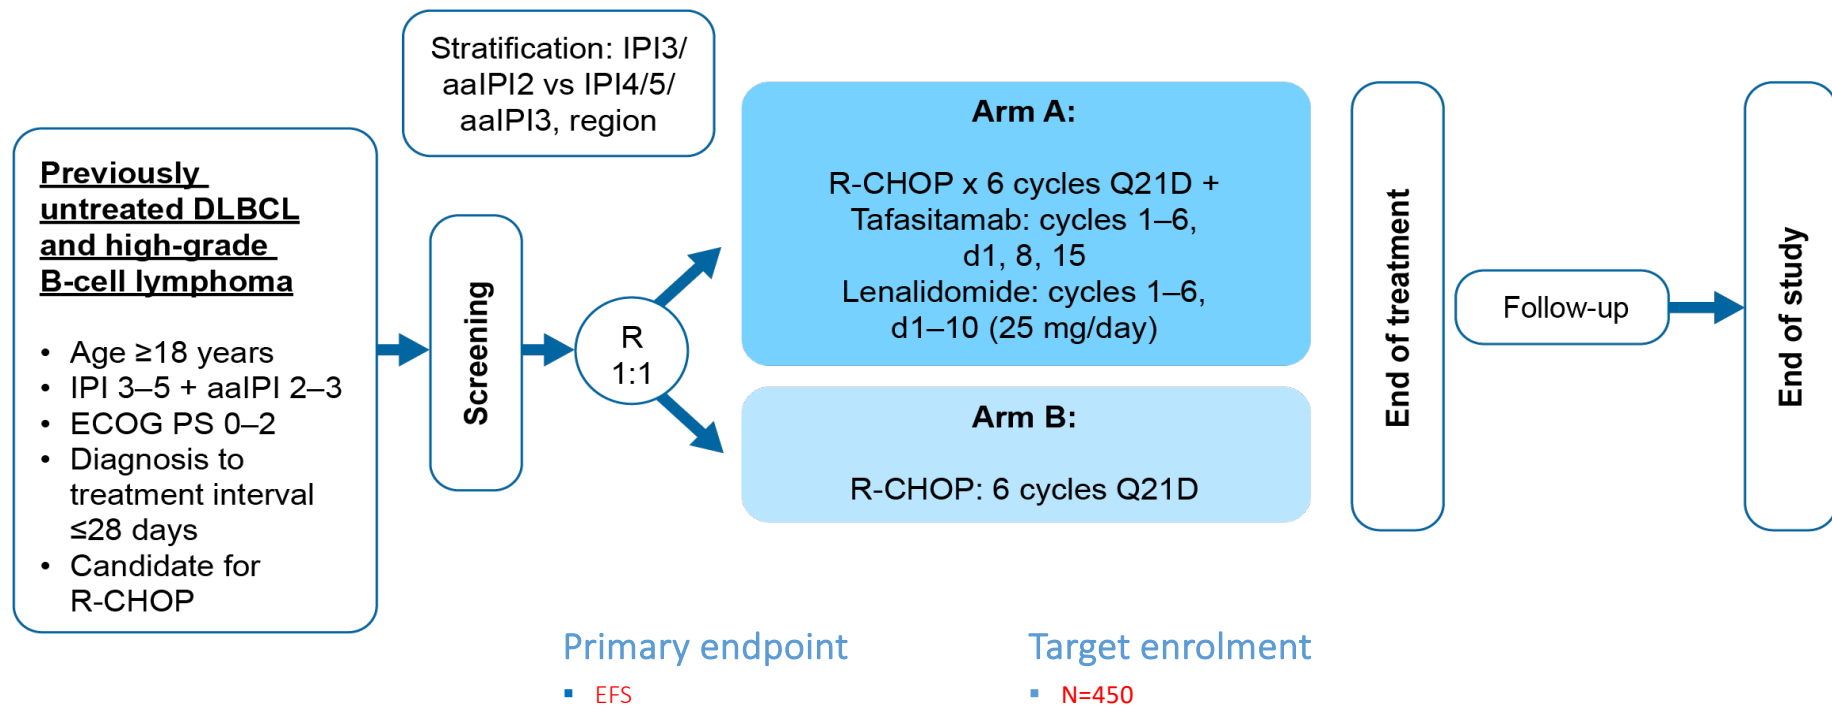 Stratification: IPI3/
aaIPI2 vs IPI4/5/
aaIPI3, region
Previously
untreated DLBCL
and high-grade
B-cell lymphoma
• Age ≥18 years
• IPI 3–5 + aaIPI 2–3
• ECOG PS 0–2
• Diagnosis to
treatment interval
≤28 days
• Candidate for
R-CHOP
Screening
R
1:1
Arm A:
R-CHOP x 6 cycles Q21D +
Tafasitamab: cycles 1–6,
d1, 8, 15
Lenalidomide: cycles 1–6,
d1–10 (25 mg/day)
Arm B:
R-CHOP: 6 cycles Q21D
End of treatment
Follow-up
End of study
Primary endpoint
▪ EFS
Target enrolment
▪ N=450